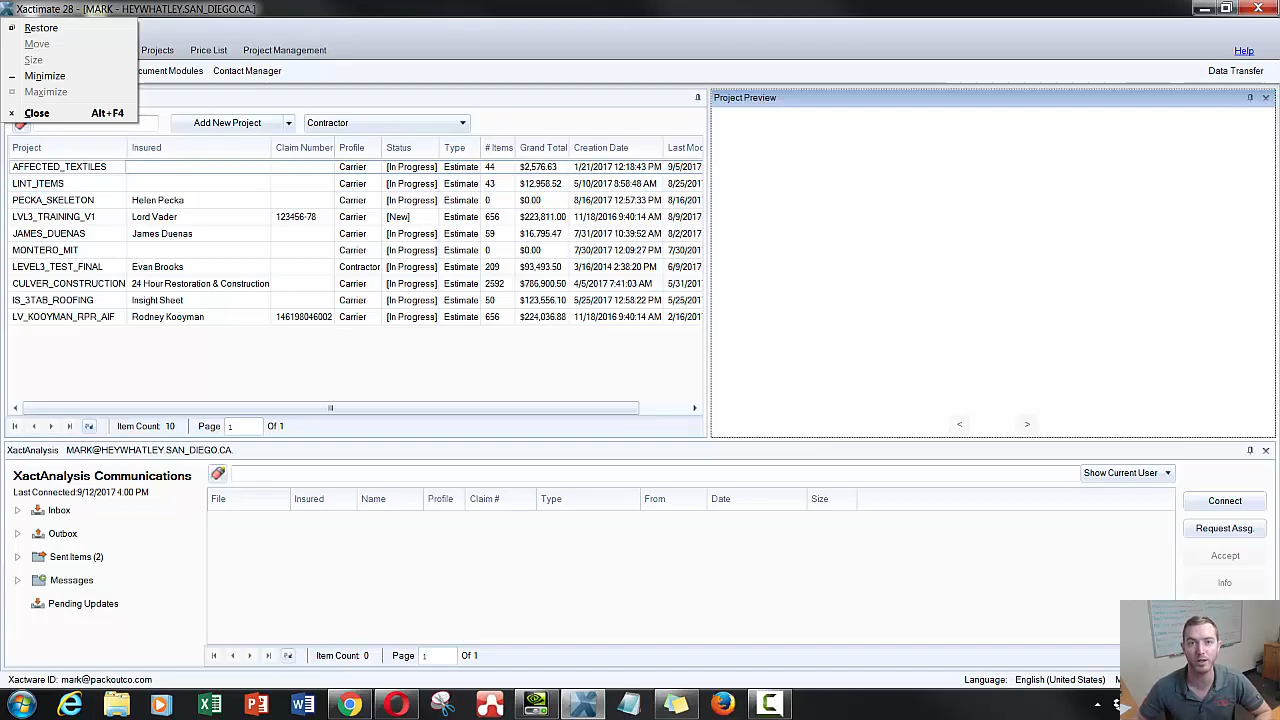 Xactimate 28 - [MARK - HEYWHATLEY.SAN_DIEGO.CA.]
Restore
Move
Size
Minimize
Maximize
Close Alt+F4
Projects Price List Project Management Help
cument Modules Contact Manager Data Transfer
Project Preview
Add New Project Contractor
Project Insured Claim Number Profile Status Type # Items Grand Total Creation Date Last Moc
AFFECTED_TEXTILES Carrier [In Progress] Estimate 44 $2,576.63 1/21/2017 12:18:43 PM 9/5/2017
LINT_ITEMS Carrier [In Progress] Estimate 43 $12,958.52 5/10/2017 8:58:48 AM 8/25/201
PECKA_SKELETON Helen Pecka Carrier [In Progress] Estimate 0 $0.00 8/16/2017 12:57:33 PM 8/16/201
LVL3_TRAINING_V1 Lord Vader 123456-78 Carrier [New] Estimate 656 $223,811.00 11/18/2016 9:40:14 AM 8/9/2017
JAMES_DUENAS James Duenas Carrier [In Progress] Estimate 59 $16,795.47 7/31/2017 10:39:52 AM 8/2/2017
MONTERO_MIT Carrier [In Progress] Estimate 0 $0.00 7/30/2017 12:09:27 PM 7/30/201
LEVEL3_TEST_FINAL Evan Brooks Contractor [In Progress] Estimate 209 $93,493.50 3/16/2014 2:38:20 PM 6/9/2017
CULVER_CONSTRUCTION 24 Hour Restoration & Construction Carrier [In Progress] Estimate 2592 $786,900.50 4/5/2017 7:41:03 AM 5/31/201
IS_3TAB_ROOFING Insight Sheet Carrier [In Progress] Estimate 50 $123,556.10 5/25/2017 12:58:22 PM 5/25/201
LV_KOOYMAN_RPR_AIF Rodney Kooyman 146198046002 Carrier [In Progress] Estimate 656 $224,036.88 11/18/2016 9:40:14 AM 2/16/201
< >
Item Count: 10 Page 1 Of 1
XactAnalysis MARK@HEYWHATLEY.SAN_DIEGO.CA.
XactAnalysis Communications
Show Current User
Last Connected:9/12/2017 4:00 PM
File Insured Name Profile Claim # Type From Date Size
Connect
Inbox
Request Assg.
Outbox
Accept
Sent Items (2)
Messages
Info
Pending Updates
Item Count: 0 Page 1 Of 1
Xactware ID: mark@packoutco.com Language: English (United States)